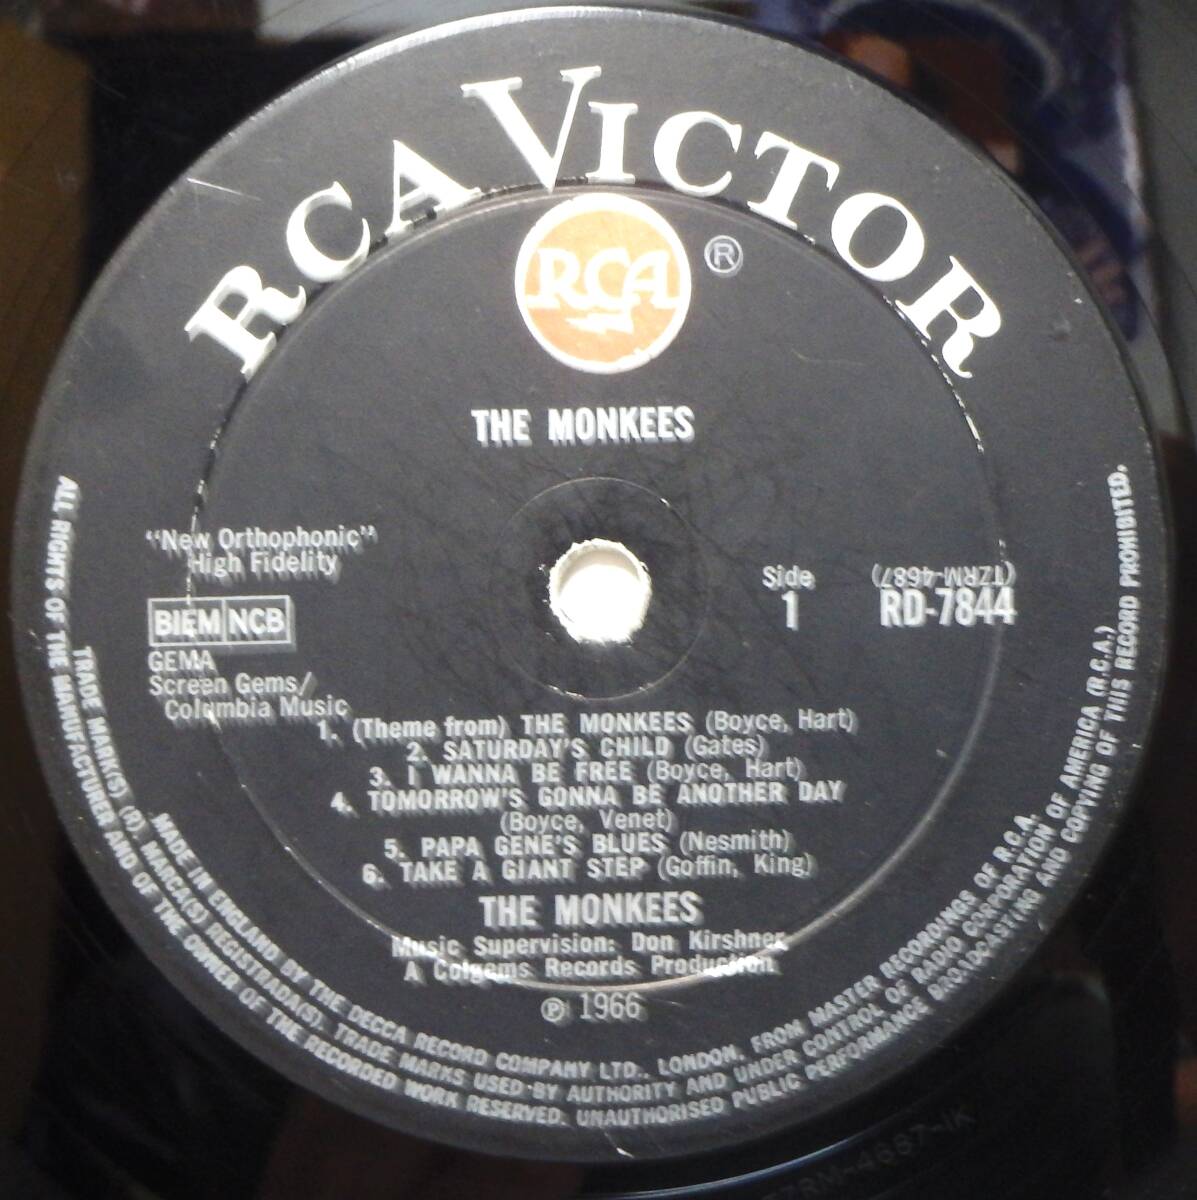 RCA VICTOR
RCA ®
THE MONKEES
"New Orthophonic"
High Fidelity
BIEM NCB
GEMA
Screen Gems/
Columbia Music
Side
1
(TZRM-4687)
RD-7844
1. (Theme from) THE MONKEES (Boyce, Hart)
2. SATURDAY'S CHILD (Gates)
3. I WANNA BE FREE (Boyce, Hart)
4. TOMORROW'S GONNA BE ANOTHER DAY
(Boyce, Venet)
5. PAPA GENE'S BLUES (Nesmith)
6. TAKE A GIANT STEP (Goffin, King)
THE MONKEES
Music Supervision: Don Kirshner
A Colgems Records Production
℗ 1966
MADE IN ENGLAND BY THE DECCA RECORD COMPANY LTD., LONDON, FROM MASTER RECORDINGS OF R.C.A.
TRADE MARK(S) (R). MARCA(S) REGISTRADA(S). TRADE MARKS USED BY AUTHORITY AND UNDER CONTROL OF RADIO CORPORATION OF AMERICA (R.C.A.)
ALL RIGHTS OF THE MANUFACTURER AND OF THE OWNER OF THE RECORDED WORK RESERVED. UNAUTHORISED PUBLIC PERFORMANCE BROADCASTING AND COPYING OF THIS RECORD PROHIBITED.
ZRM-4687-1K